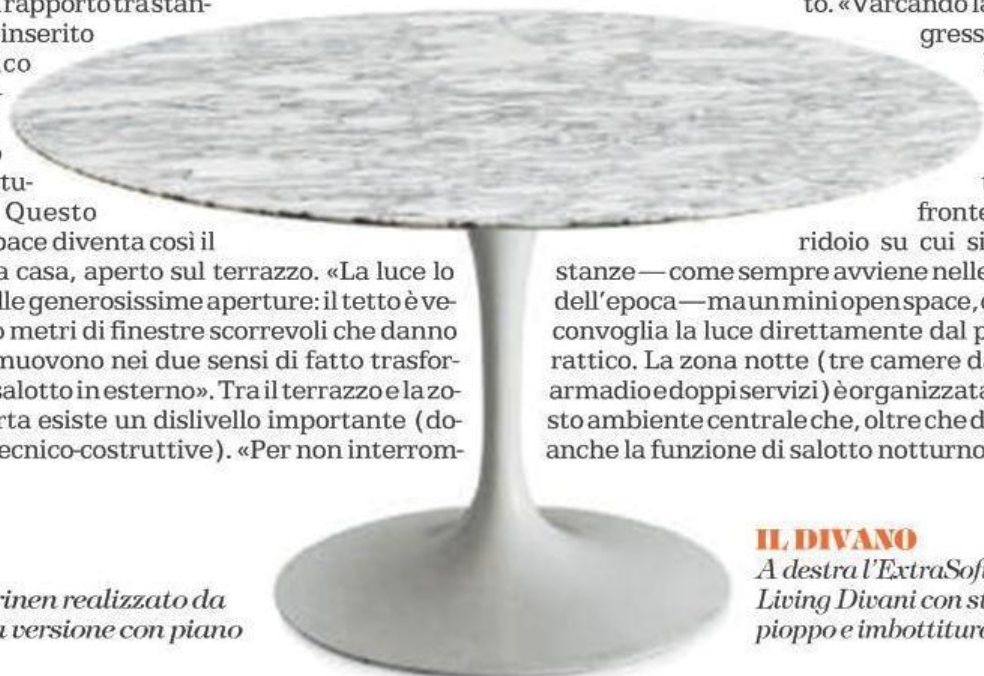 rapporto tra stan-
inserito
co
tu-
Questo
pace diventa così il
a casa, aperto sul terrazzo. «La luce lo
lle generosissime aperture: il tetto è ve-
o metri di finestre scorrevoli che danno
muovono nei due sensi di fatto trasfor-
salotto in esterno». Tra il terrazzo e la zo-
rta esiste un dislivello importante (do-
ecnico-costruttive). «Per non interrom-
rinen realizzato da
a versione con piano
to. «Varcando la
gress
fronte
ridoio su cui si
stanze — come sempre avviene nelle
dell'epoca — ma un mini open space,
convoglia la luce direttamente dal p
rattico. La zona notte (tre camere da
armadio e doppi servizi) è organizzata
sto ambiente centrale che, oltre che d
anche la funzione di salotto notturno
IL DIVANO
A destra l'ExtraSoft
Living Divani con st
pioppo e imbottitura